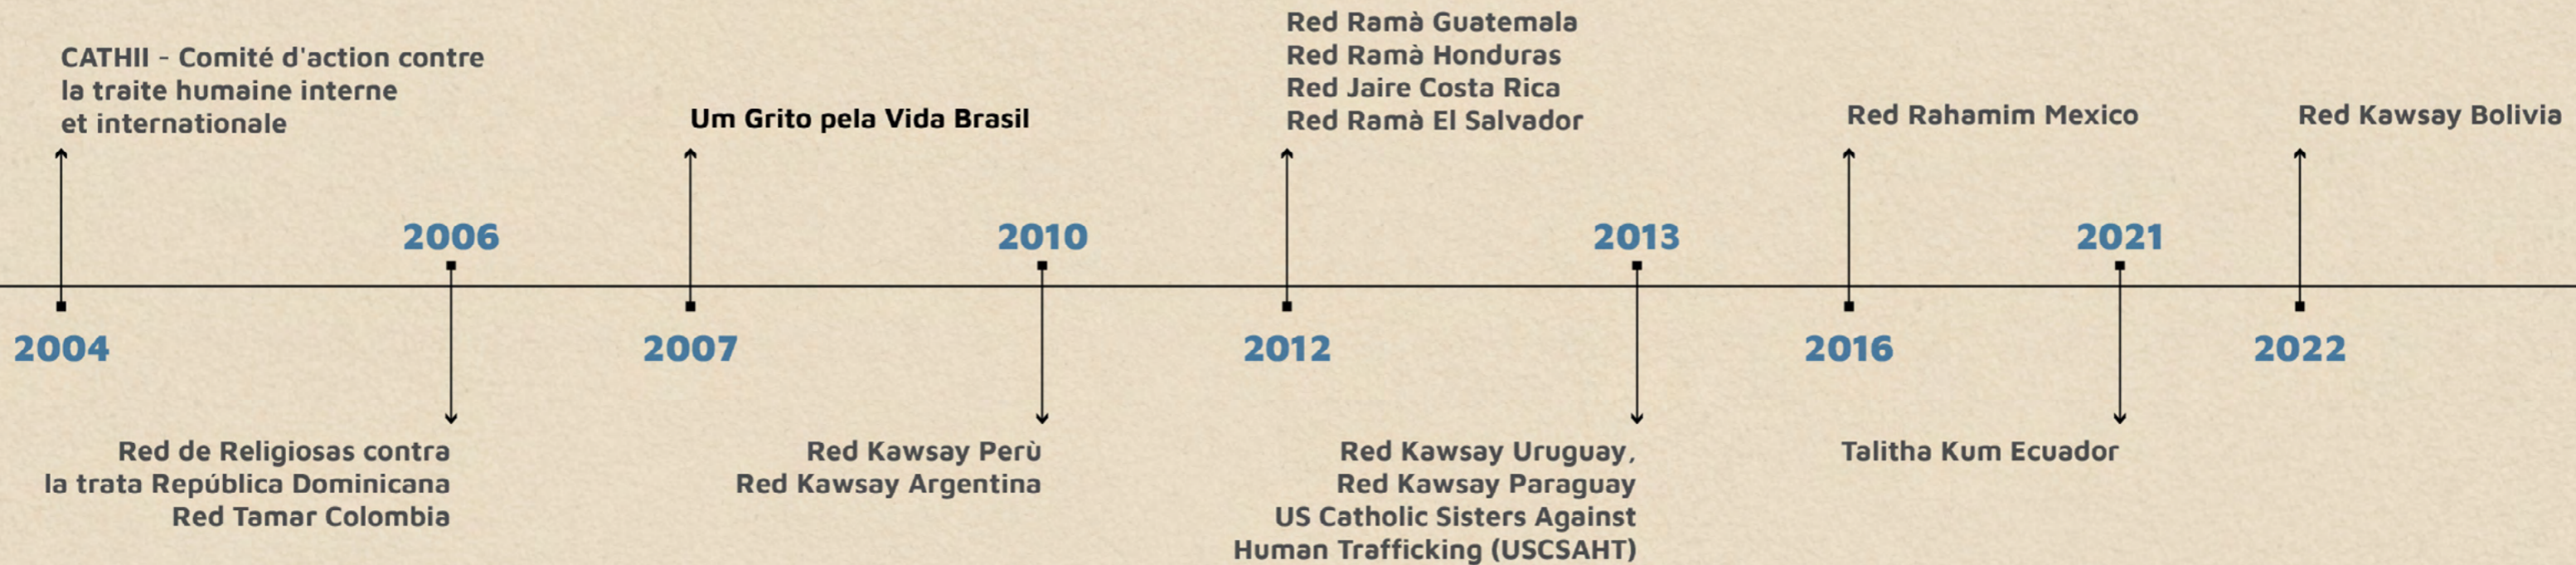 CATHII - Comité d'action contre
la traite humaine interne
et internationale
2004
2006
Red de Religiosas contra
la trata República Dominicana
Red Tamar Colombia
Um Grito pela Vida Brasil
2007
2010
Red Kawsay Perù
Red Kawsay Argentina
Red Ramà Guatemala
Red Ramà Honduras
Red Jaire Costa Rica
Red Ramà El Salvador
2012
2013
Red Kawsay Uruguay,
Red Kawsay Paraguay
US Catholic Sisters Against
Human Trafficking (USCSAHT)
Red Rahamim Mexico
2016
2021
Talitha Kum Ecuador
Red Kawsay Bolivia
2022